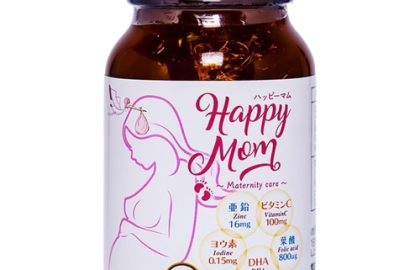 ハッピーマム
Happy
Mom
～ Maternity care ～
亜鉛
Zinc
16mg
ビタミンC
VitaminC
100mg
ヨウ素
Iodine
0.15mg
DHA
葉酸
Folic acid
800μg